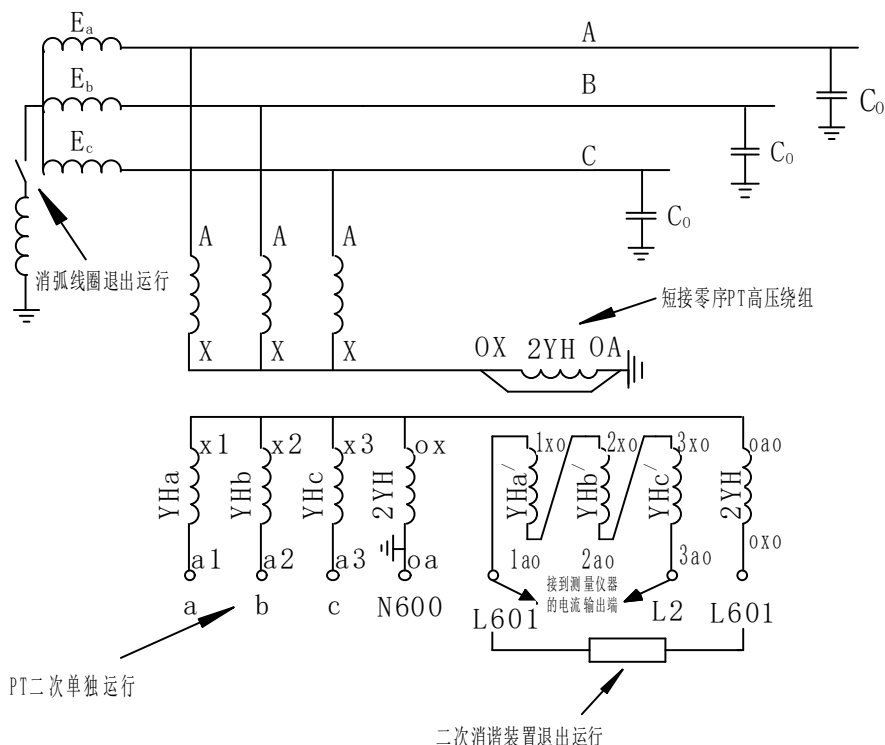 Ea
A
Eb
B
C0
Ec
C
C0
C0
A
A
A
消弧线圈退出运行
短接零序PT高压绕组
X
X
X
OX
2YH
OA
x1
x2
x3
ox
1xo
2xo
3xo
oao
YHa
YHb
YHc
2YH
YHa'
YHb'
YHc'
2YH
a1
a2
a3
oa
1ao
2ao
3ao
oxo
接到测量仪器
的电流输出端
a
b
c
N600
L601
L2
L601
PT二次单独运行
二次消谐装置退出运行